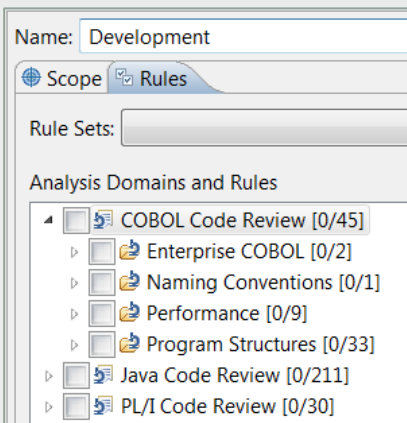 Name: Development
Scope Rules
Rule Sets:
Analysis Domains and Rules
COBOL Code Review [0/45]
Enterprise COBOL [0/2]
Naming Conventions [0/1]
Performance [0/9]
Program Structures [0/33]
Java Code Review [0/211]
PL/I Code Review [0/30]